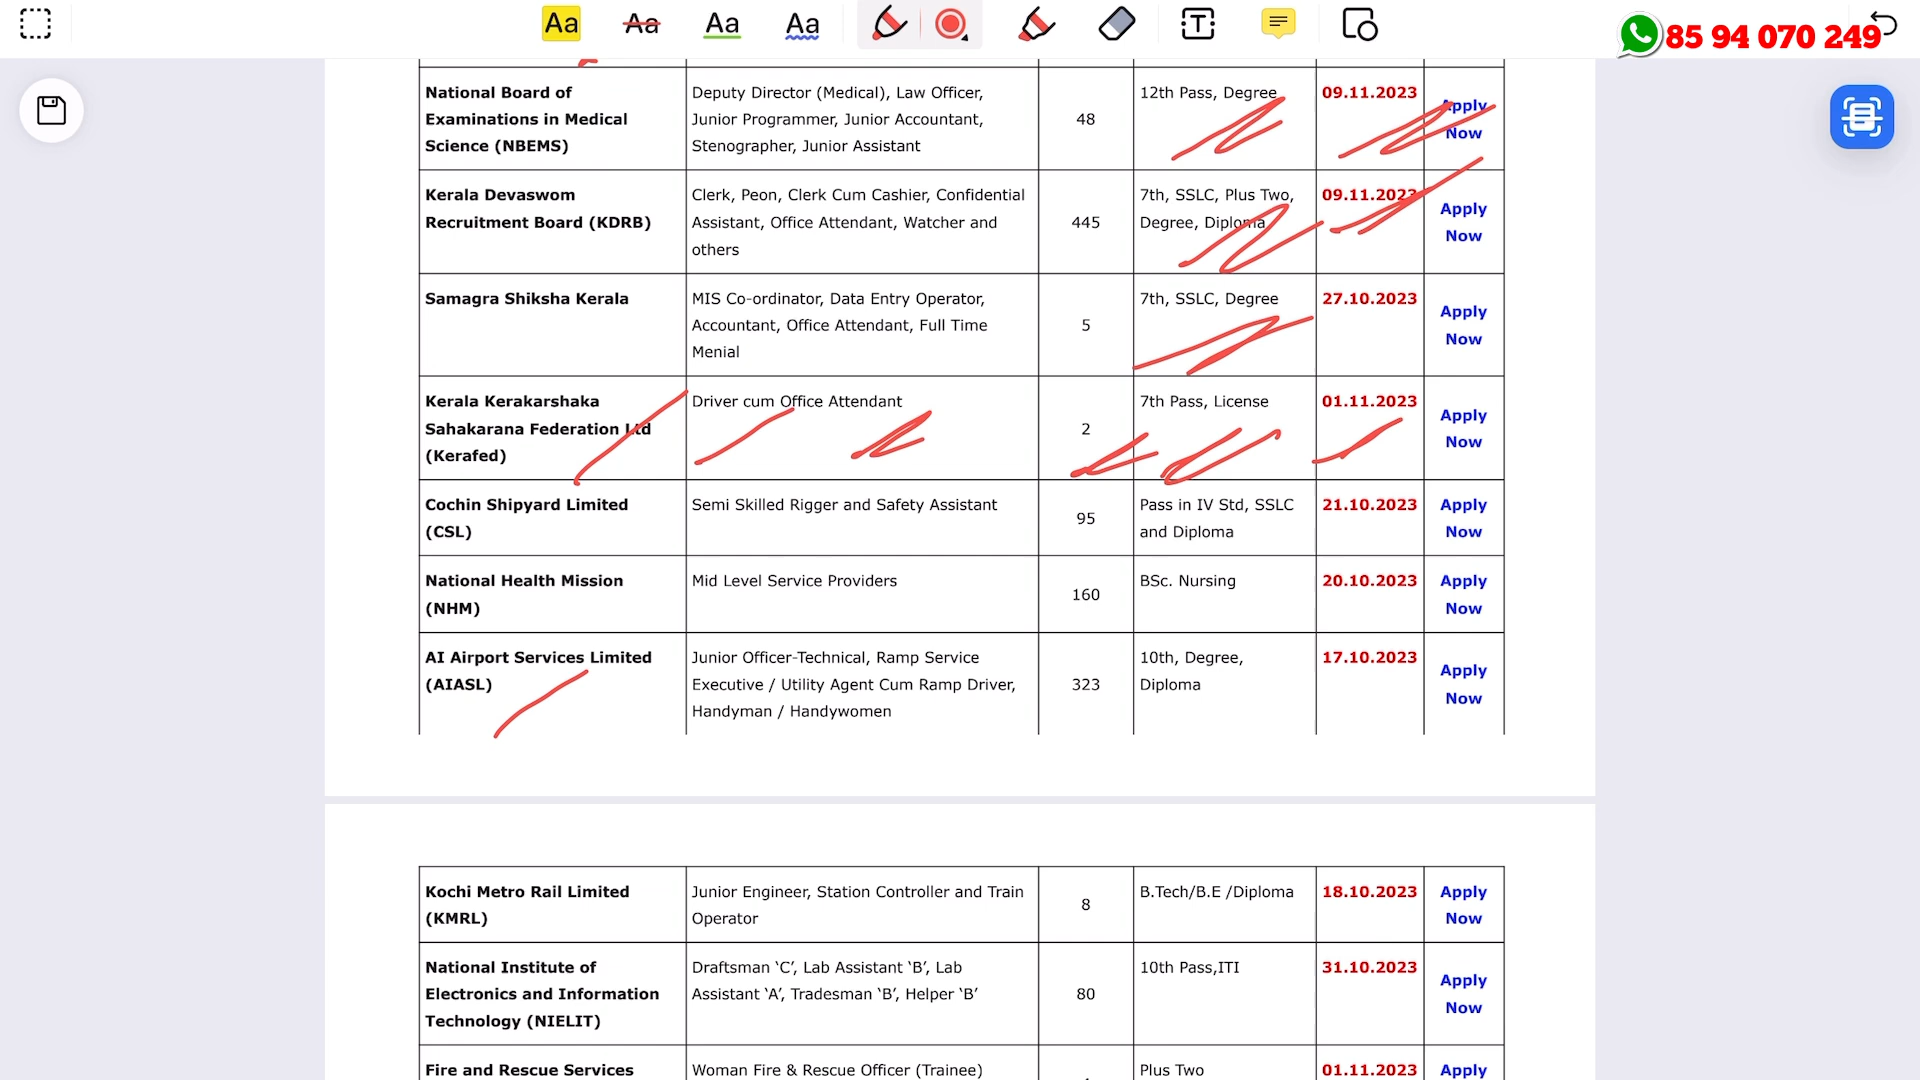 Aa Aa Aa Aa T
85 94 070 249
National Board of Examinations in Medical Science (NBEMS)
Deputy Director (Medical), Law Officer, Junior Programmer, Junior Accountant, Stenographer, Junior Assistant
48
12th Pass, Degree
09.11.2023
Apply Now
Kerala Devaswom Recruitment Board (KDRB)
Clerk, Peon, Clerk Cum Cashier, Confidential Assistant, Office Attendant, Watcher and others
445
7th, SSLC, Plus Two, Degree, Diploma
09.11.2023
Apply Now
Samagra Shiksha Kerala
MIS Co-ordinator, Data Entry Operator, Accountant, Office Attendant, Full Time Menial
5
7th, SSLC, Degree
27.10.2023
Apply Now
Kerala Kerakarshaka Sahakarana Federation Ltd (Kerafed)
Driver cum Office Attendant
2
7th Pass, License
01.11.2023
Apply Now
Cochin Shipyard Limited (CSL)
Semi Skilled Rigger and Safety Assistant
95
Pass in IV Std, SSLC and Diploma
21.10.2023
Apply Now
National Health Mission (NHM)
Mid Level Service Providers
160
BSc. Nursing
20.10.2023
Apply Now
AI Airport Services Limited (AIASL)
Junior Officer-Technical, Ramp Service Executive / Utility Agent Cum Ramp Driver, Handyman / Handywomen
323
10th, Degree, Diploma
17.10.2023
Apply Now
Kochi Metro Rail Limited (KMRL)
Junior Engineer, Station Controller and Train Operator
8
B.Tech/B.E /Diploma
18.10.2023
Apply Now
National Institute of Electronics and Information Technology (NIELIT)
Draftsman ‘C’, Lab Assistant ‘B’, Lab Assistant ‘A’, Tradesman ‘B’, Helper ‘B’
80
10th Pass,ITI
31.10.2023
Apply Now
Fire and Rescue Services
Woman Fire & Rescue Officer (Trainee)
Plus Two
01.11.2023
Apply